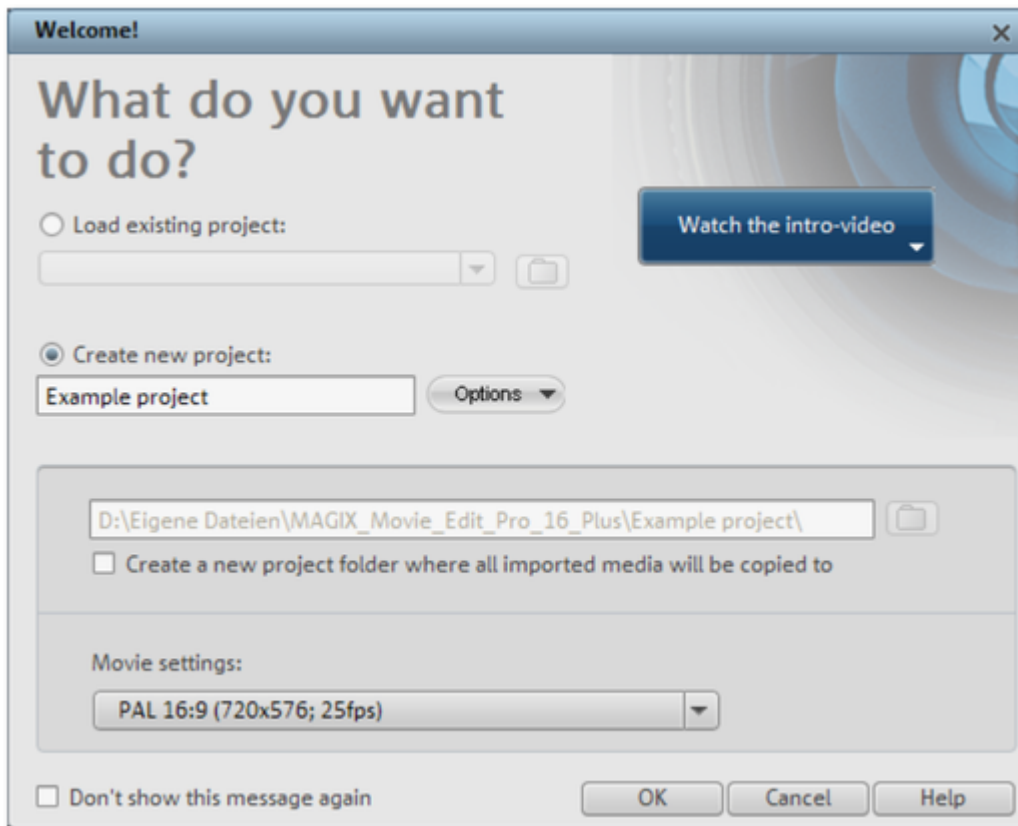 Welcome!
What do you want
to do?
Load existing project:
Watch the intro-video
Create new project:
Example project
Options
D:\Eigene Dateien\MAGIX_Movie_Edit_Pro_16_Plus\Example project\
Create a new project folder where all imported media will be copied to
Movie settings:
PAL 16:9 (720x576; 25fps)
Don't show this message again
OK
Cancel
Help